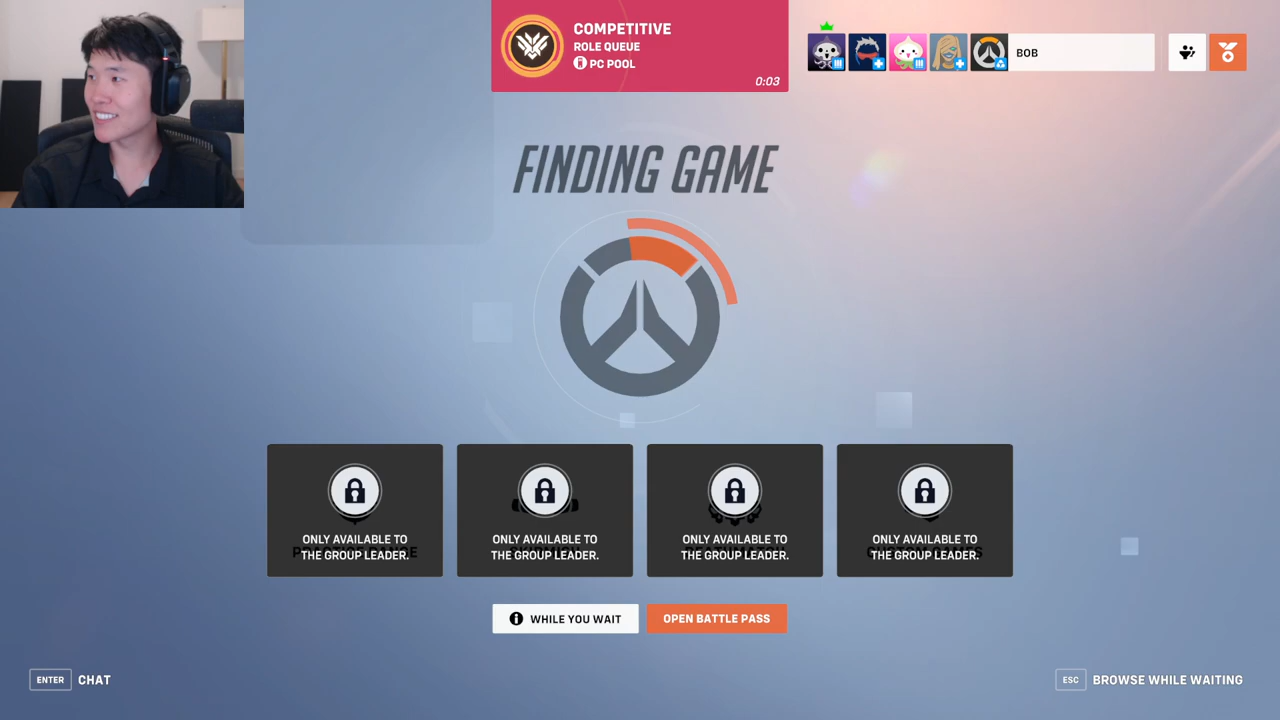 COMPETITIVE
ROLE QUEUE
PC POOL
0:03
BOB
FINDING GAME
ONLY AVAILABLE TO
THE GROUP LEADER.
ONLY AVAILABLE TO
THE GROUP LEADER.
ONLY AVAILABLE TO
THE GROUP LEADER.
ONLY AVAILABLE TO
THE GROUP LEADER.
WHILE YOU WAIT
OPEN BATTLE PASS
ENTER CHAT
ESC BROWSE WHILE WAITING